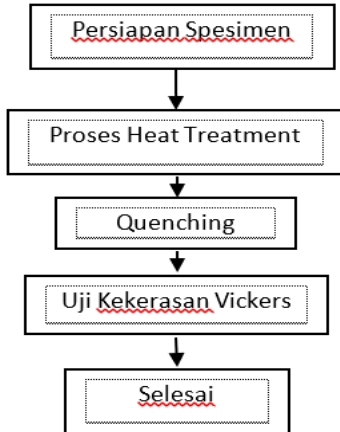 Persiapan Spesimen
Proses Heat Treatment
Quenching
Uji Kekerasan Vickers
Selesai